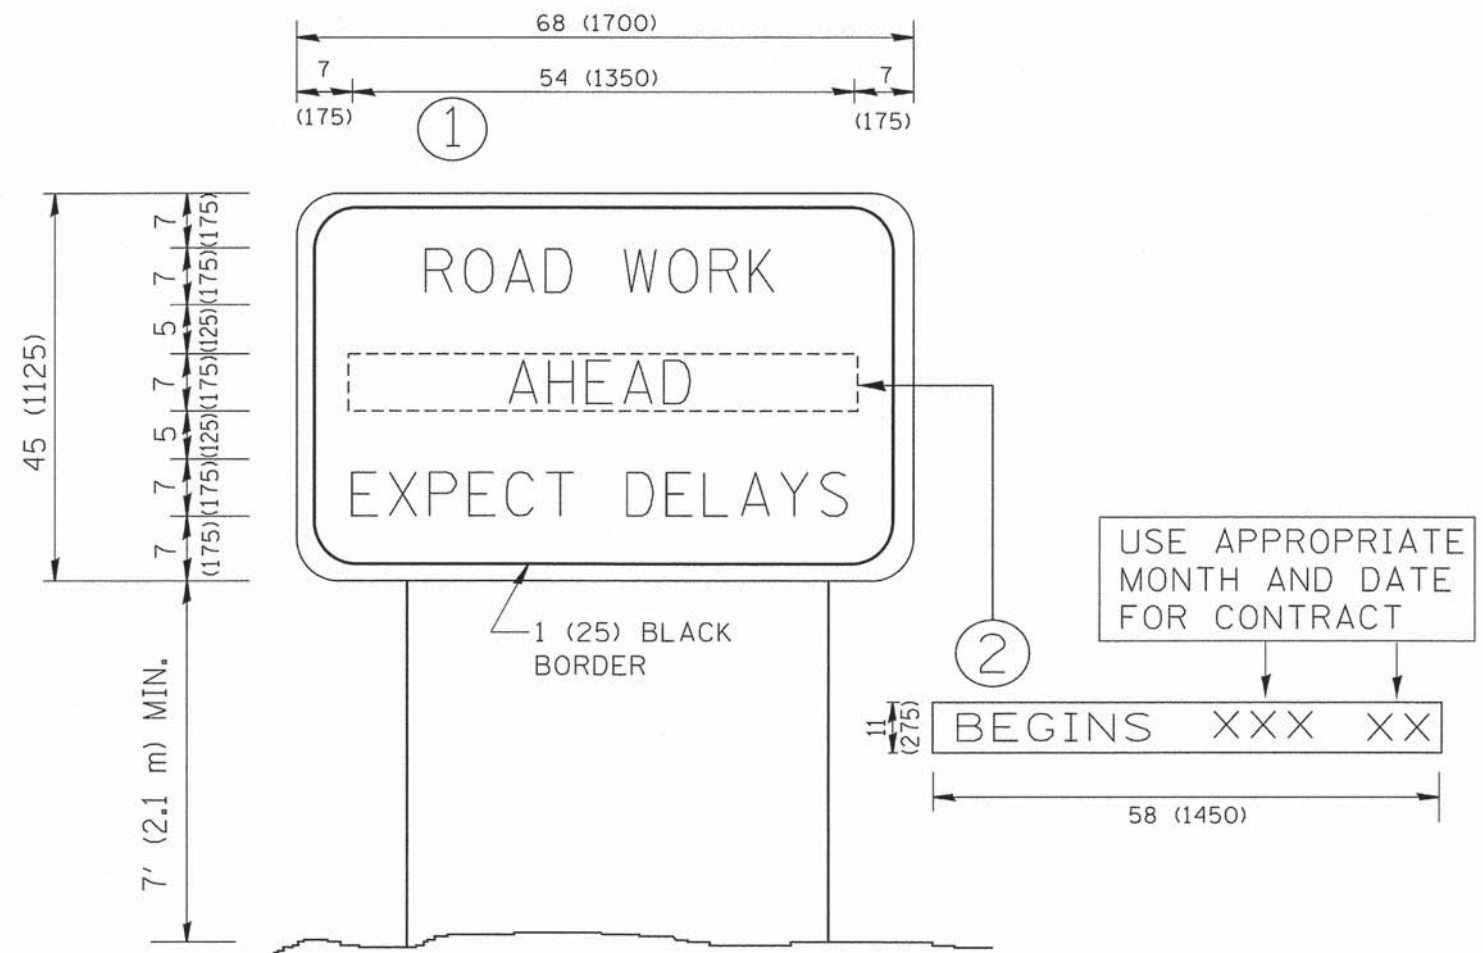 68 (1700)
7 54 (1350) 7
(175) (175)
1
7 (175)
7 (175)
5 (125)
7 (175)
5 (125)
7 (175)
7 (175)
45 (1125)
ROAD WORK
AHEAD
EXPECT DELAYS
1 (25) BLACK
BORDER
7' (2.1 m) MIN.
2
USE APPROPRIATE
MONTH AND DATE
FOR CONTRACT
11
(275)
BEGINS XXX XX
58 (1450)